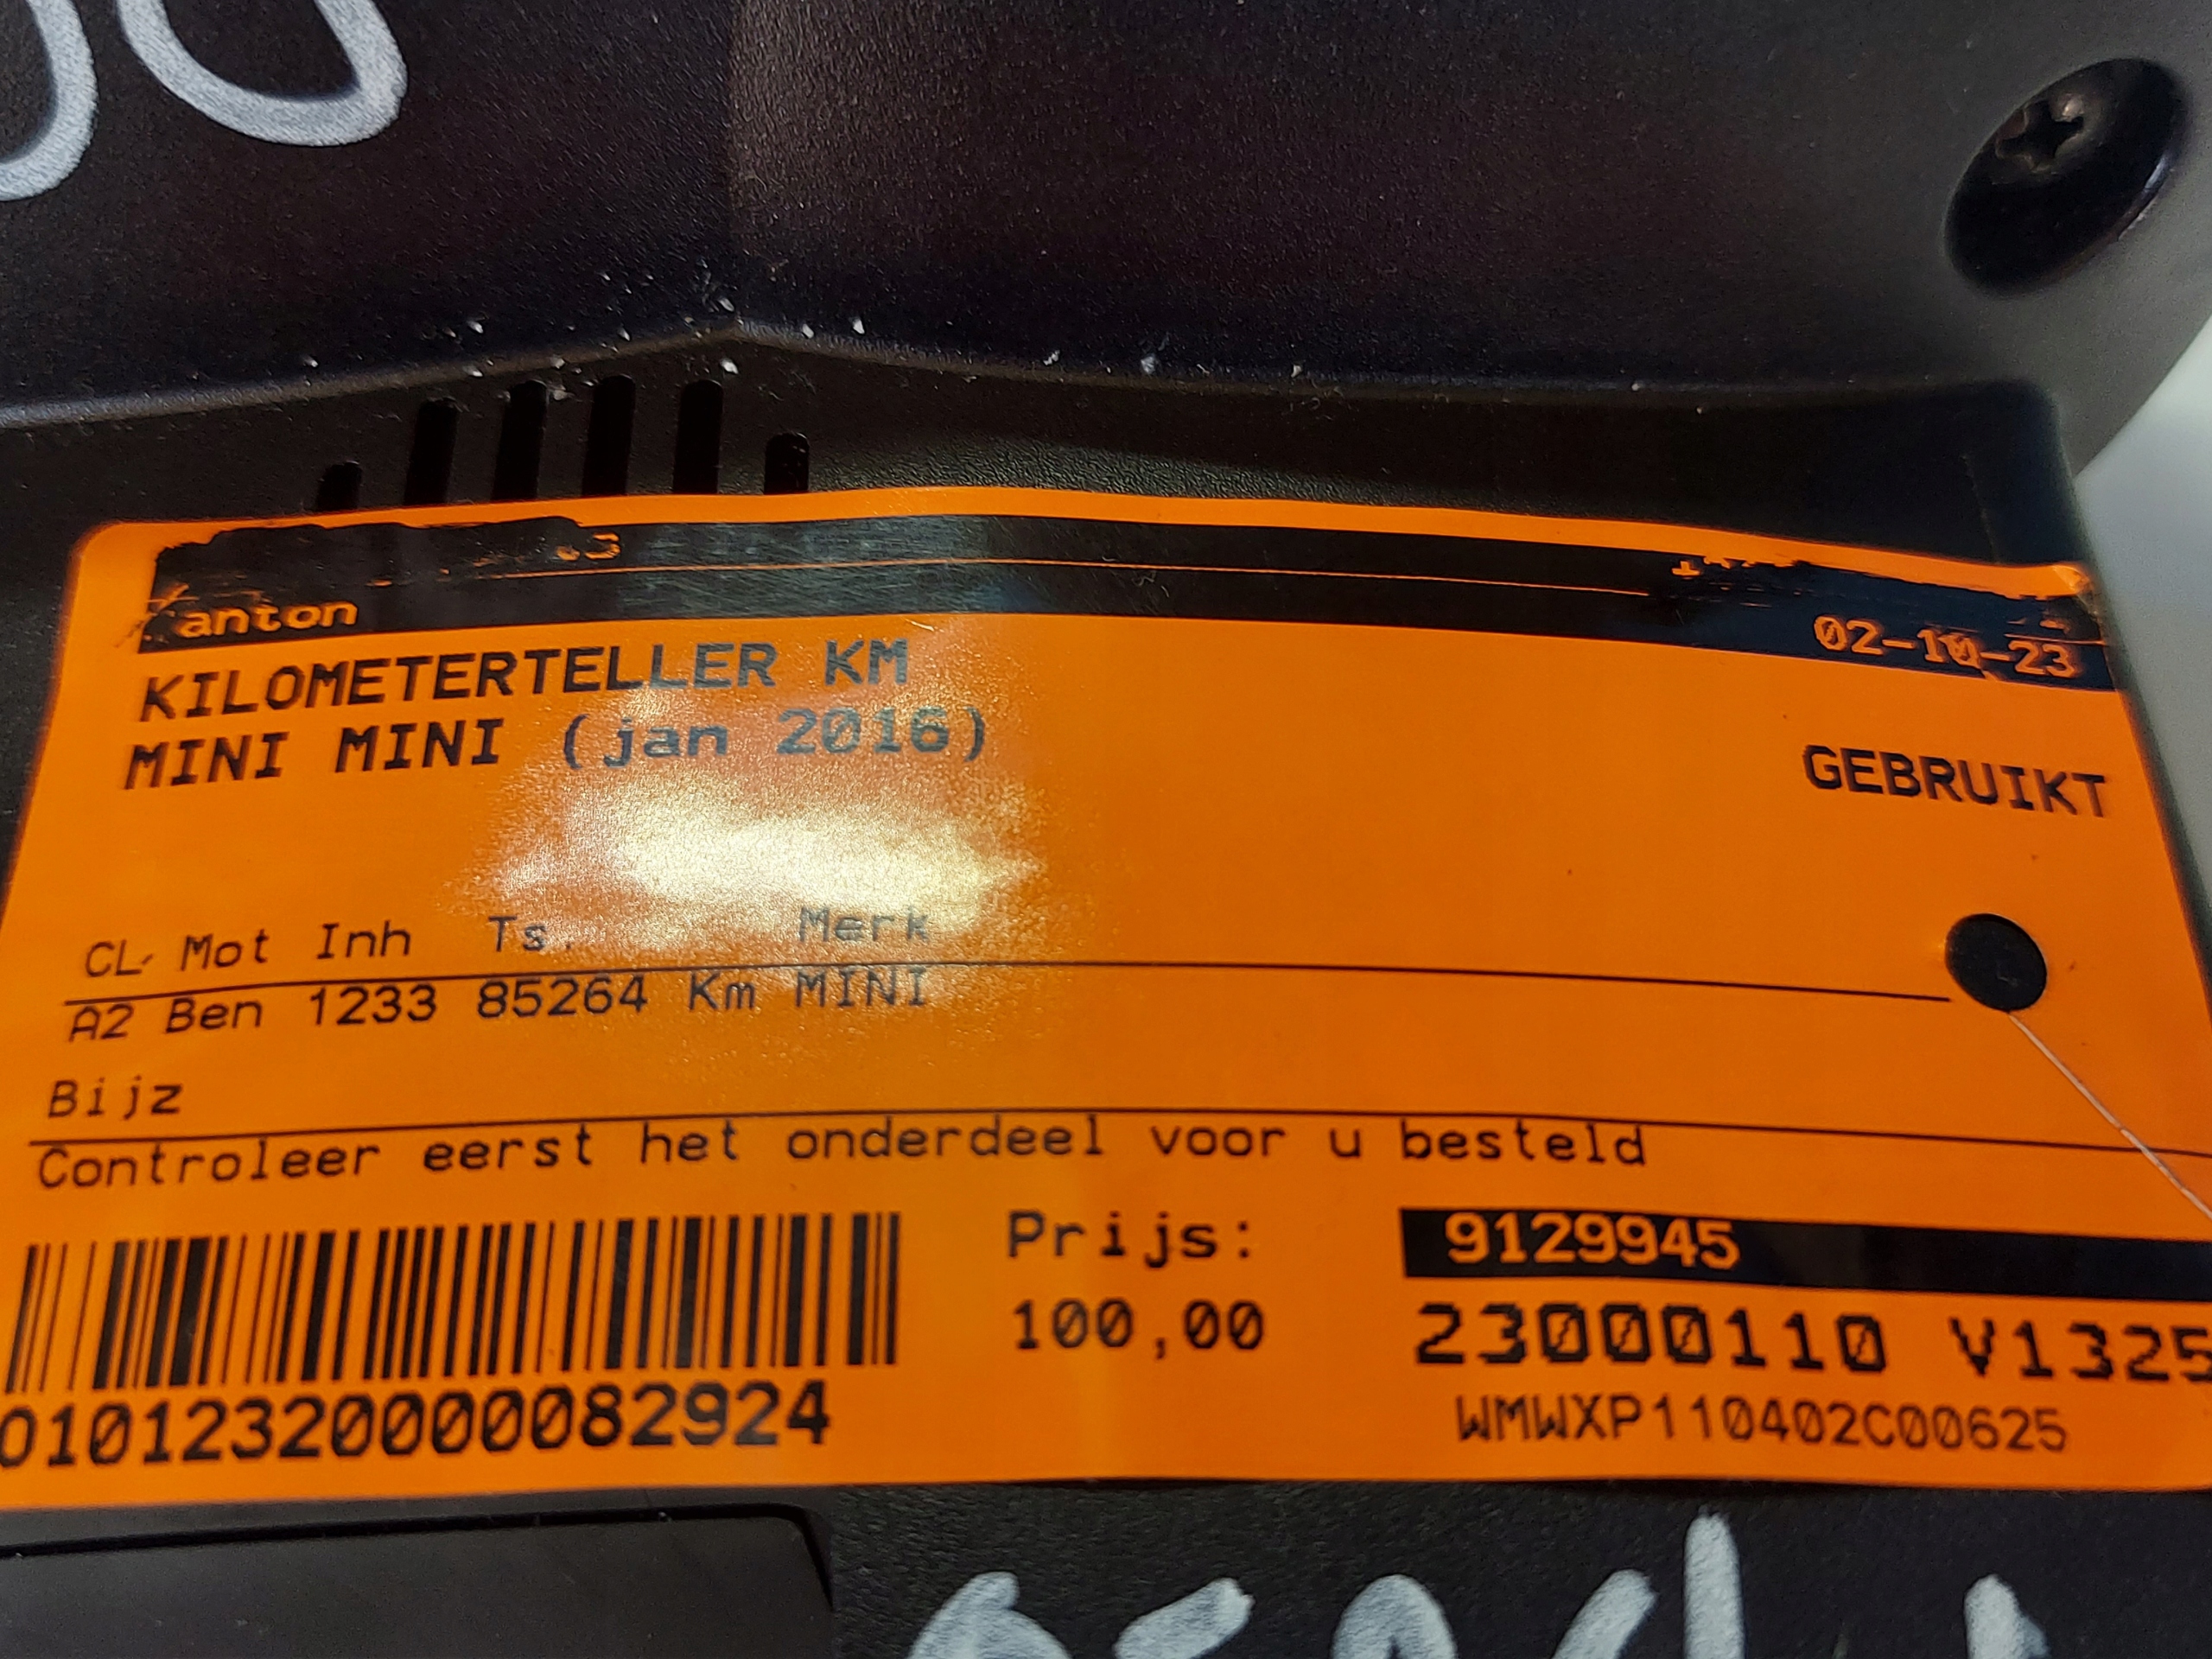 anton
02-10-23
KILOMETERTELLER KM
MINI MINI (jan 2016)
GEBRUIKT
CL Mot Inh Ts. Merk
A2 Ben 1233 85264 Km MINI
Bijz
Controleer eerst het onderdeel voor u besteld
Prijs:
9129945
100,00
23000110 V1325
01012320000082924
WMWXP110402C00625